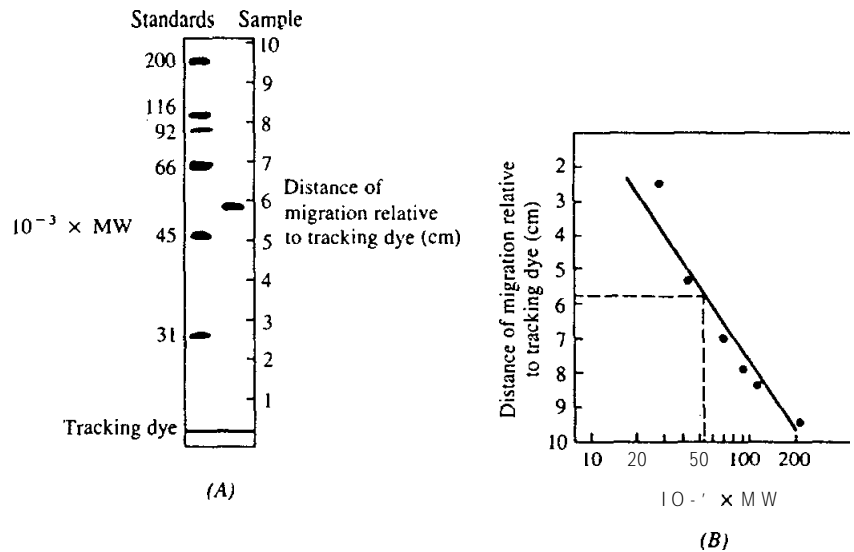 Standards Sample
10
200
9
116
8
92
7
66
6
Distance of
migration relative
to tracking dye (cm)
10⁻³ × MW
45
5
4
31
3
2
1
Tracking dye
(A)
Distance of migration relative
to tracking dye (cm)
2
3
4
5
6
7
8
9
10
10 20 50 100 200
10-' × MW
(B)